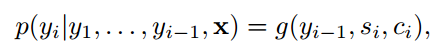 p(y_i|y_1, . . . , y_{i−1}, x) = g(y_{i−1}, s_i, c_i),